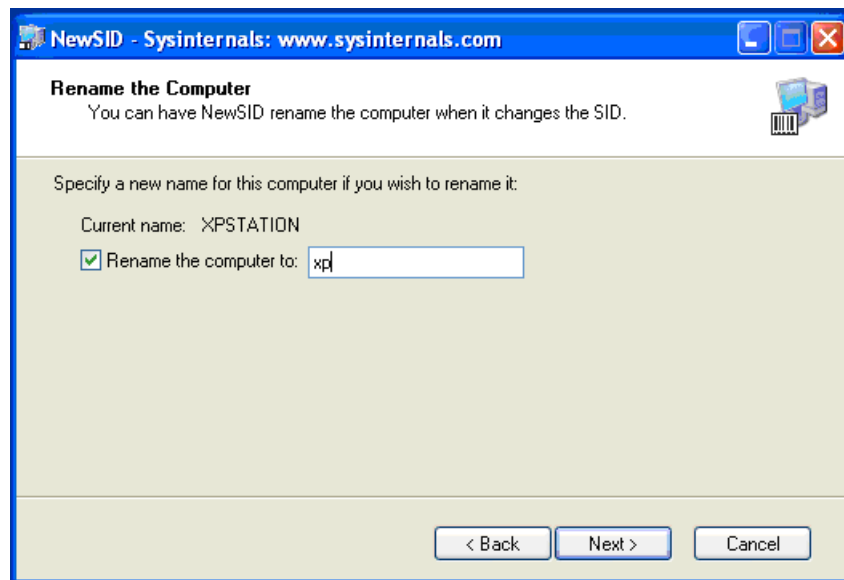 NewSID - Sysinternals: www.sysinternals.com
Rename the Computer
You can have NewSID rename the computer when it changes the SID.
Specify a new name for this computer if you wish to rename it:
Current name: XPSTATION
Rename the computer to: xp
< Back Next > Cancel